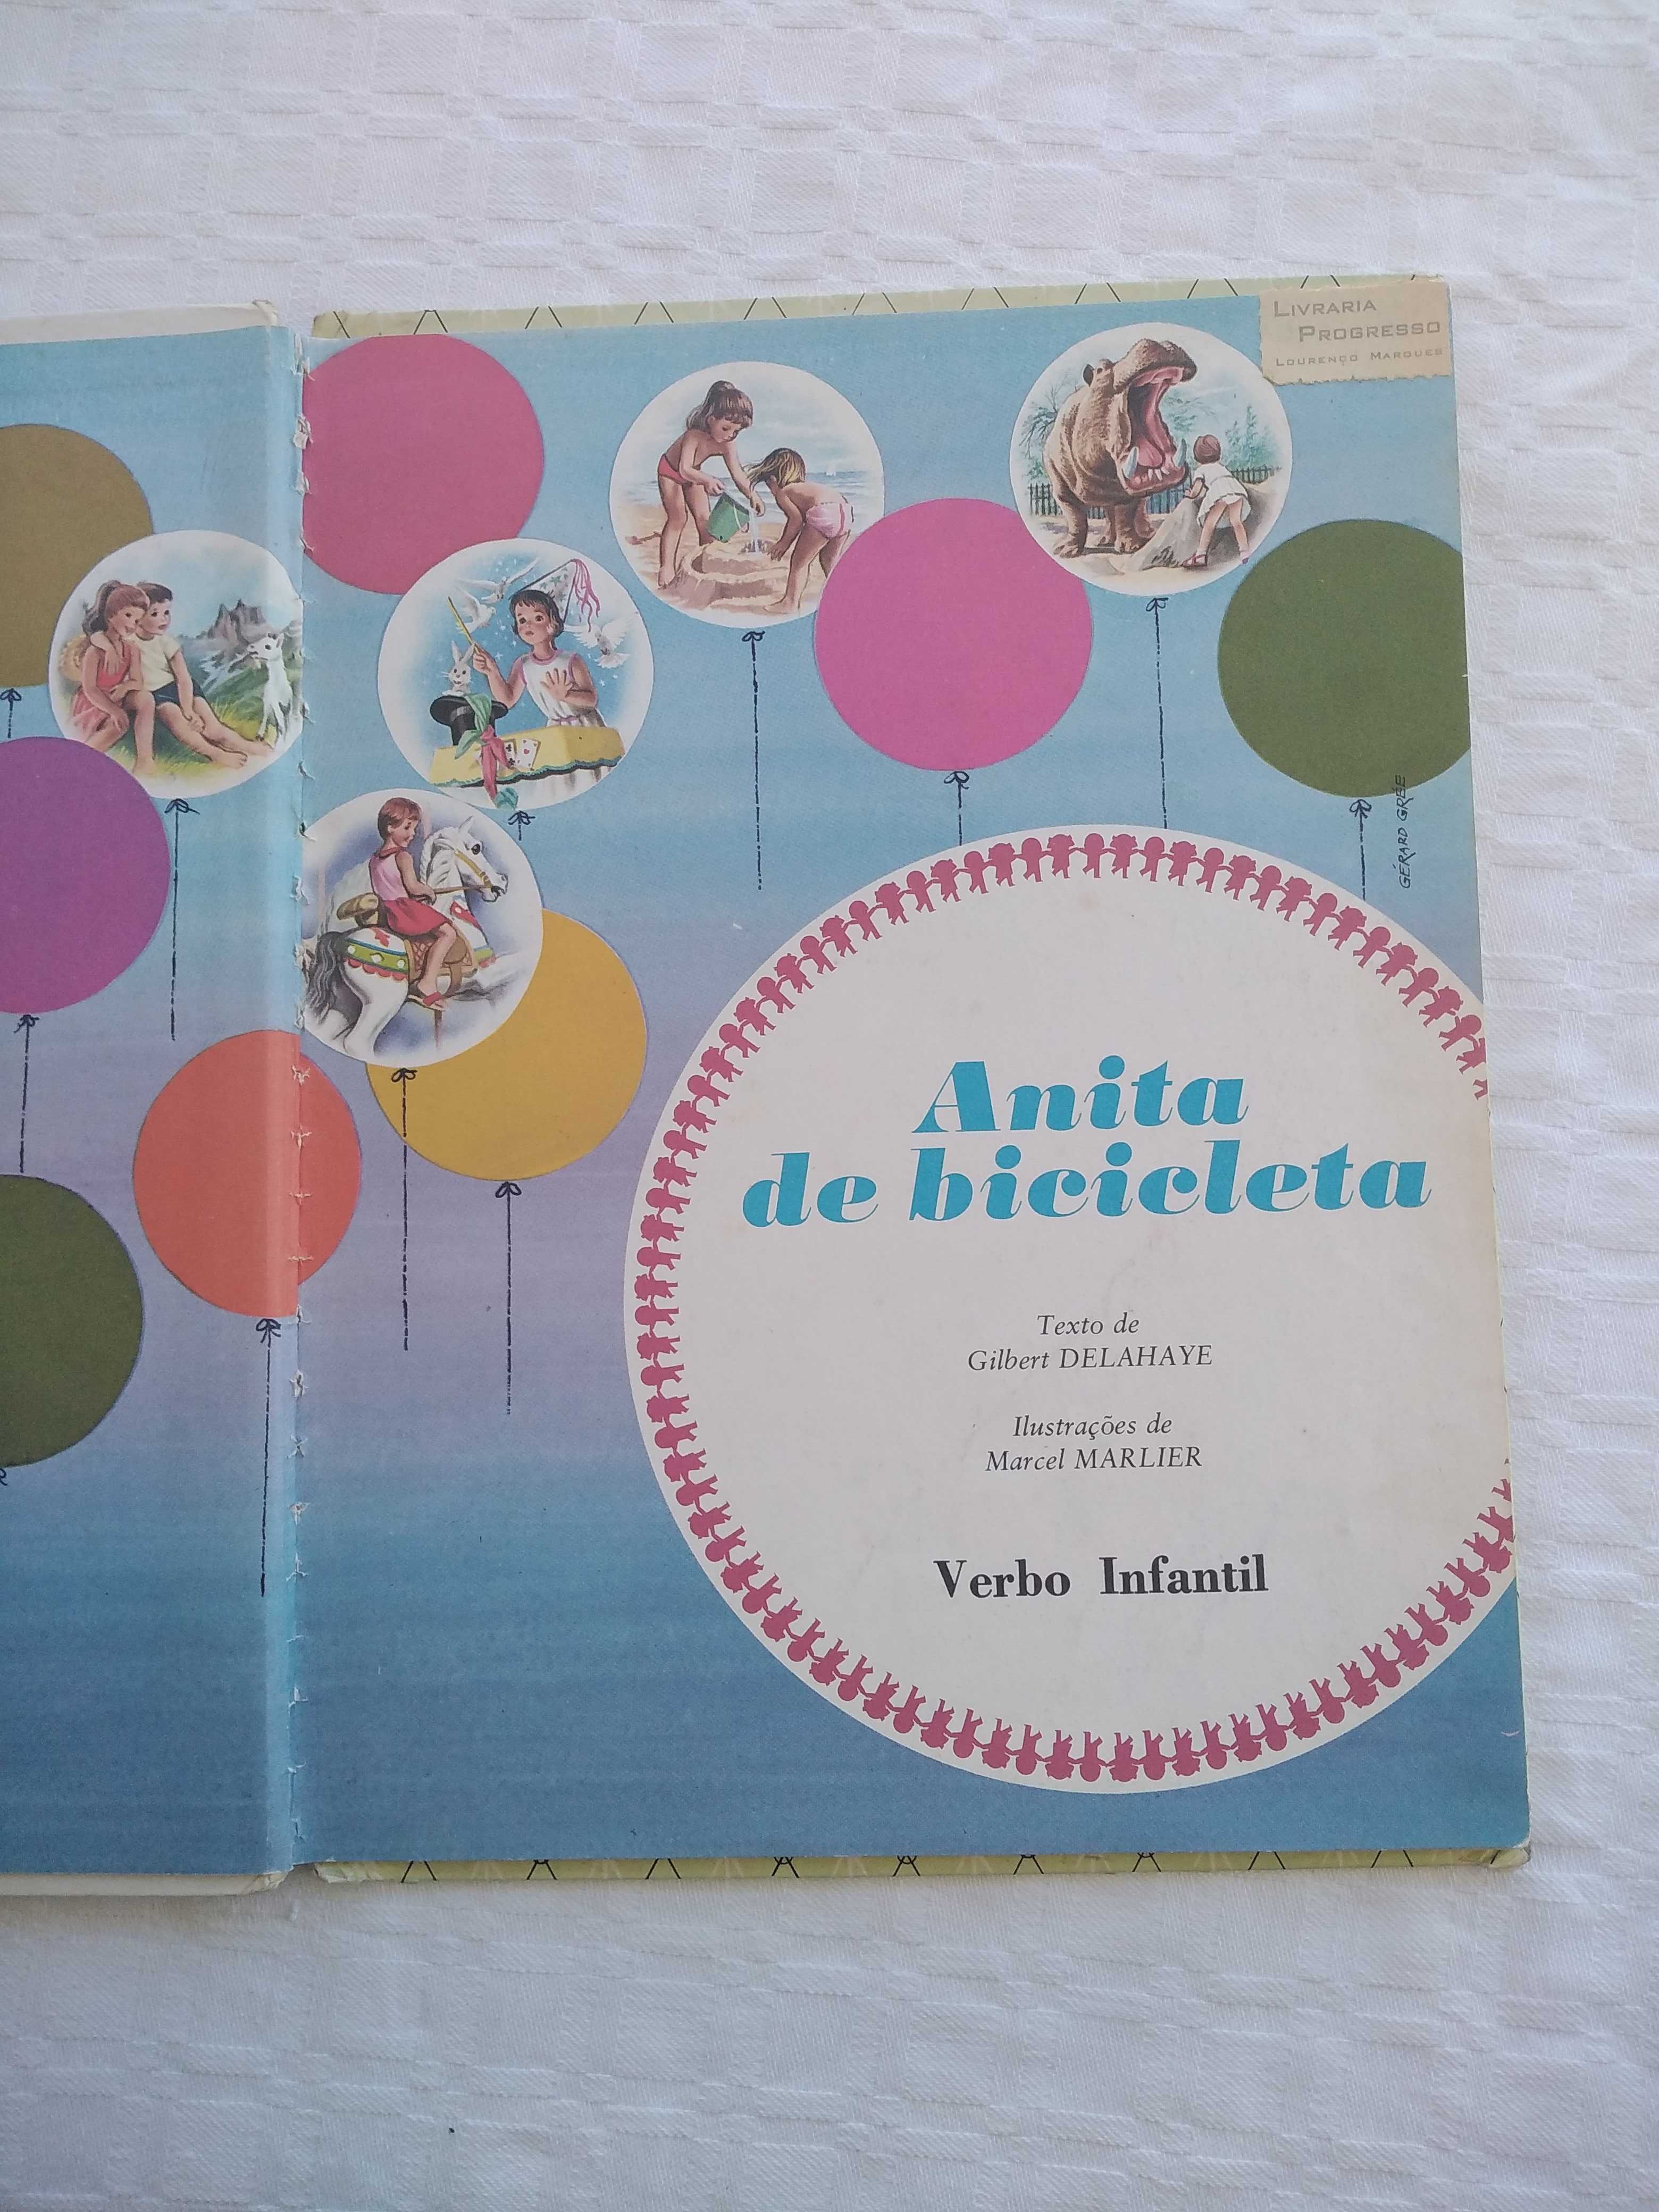 LIVRARIA
PROGRESSO
LOURENÇO MARQUES
GÉRARD GRÉE
Anita
de bicicleta
Texto de
Gilbert DELAHAYE
Ilustrações de
Marcel MARLIER
Verbo Infantil